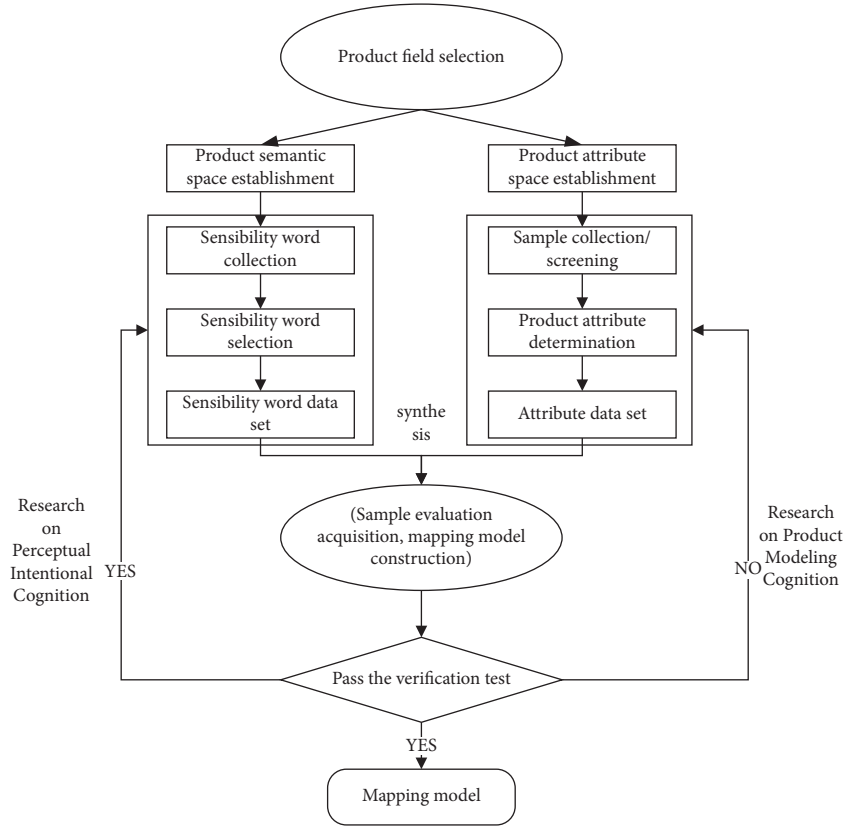 Product field selection
Product semantic
space establishment
Product attribute
space establishment
Sensibility word
collection
Sample collection/
screening
Sensibility word
selection
Product attribute
determination
Sensibility word data
set
synthe
sis
Attribute data set
Research
on
Perceptual
Intentional
Cognition
YES
(Sample evaluation
acquisition, mapping model
construction)
Research
on Product
Modeling
Cognition
NO
Pass the verification test
YES
Mapping model